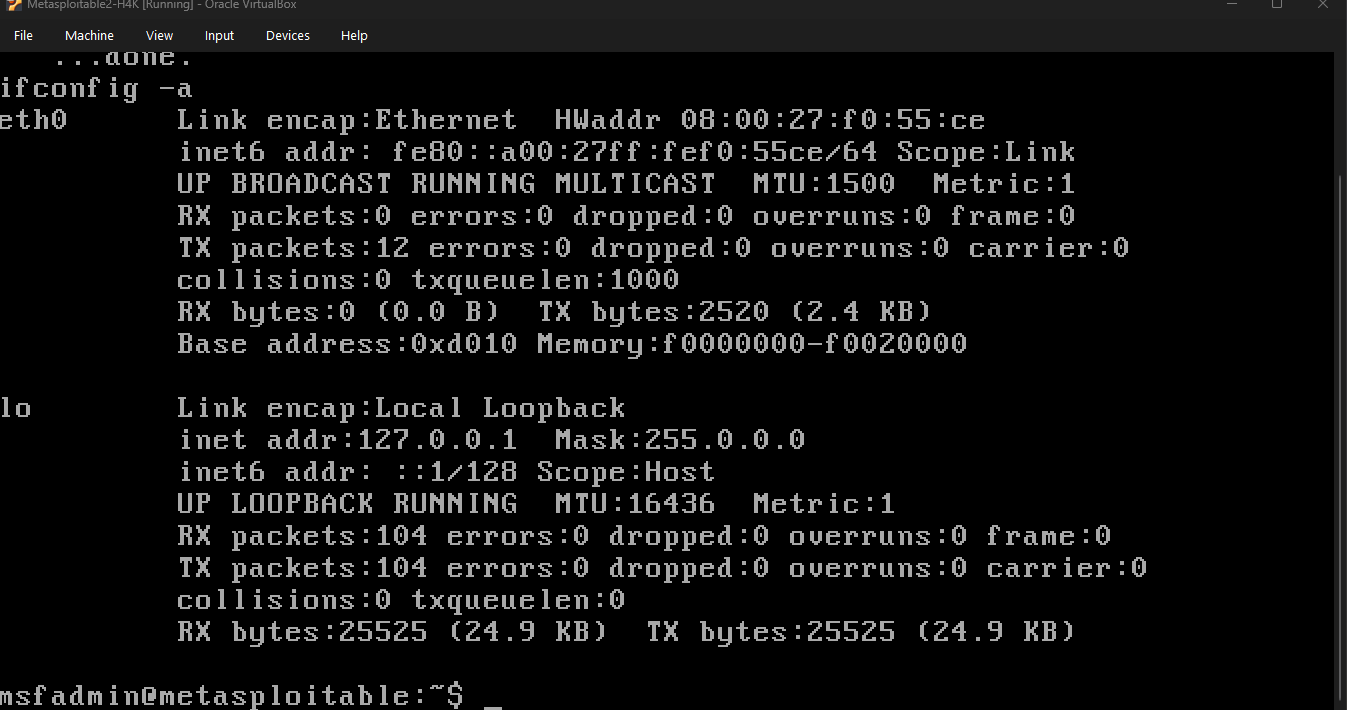 Metasploitable2-H4K [Running] - Oracle VirtualBox
File Machine View Input Devices Help
...done.
ifconfig -a
eth0 Link encap:Ethernet HWaddr 08:00:27:f0:55:ce
inet6 addr: fe80::a00:27ff:fef0:55ce/64 Scope:Link
UP BROADCAST RUNNING MULTICAST MTU:1500 Metric:1
RX packets:0 errors:0 dropped:0 overruns:0 frame:0
TX packets:12 errors:0 dropped:0 overruns:0 carrier:0
collisions:0 txqueuelen:1000
RX bytes:0 (0.0 B) TX bytes:2520 (2.4 KB)
Base address:0xd010 Memory:f0000000-f0020000
lo Link encap:Local Loopback
inet addr:127.0.0.1 Mask:255.0.0.0
inet6 addr: ::1/128 Scope:Host
UP LOOPBACK RUNNING MTU:16436 Metric:1
RX packets:104 errors:0 dropped:0 overruns:0 frame:0
TX packets:104 errors:0 dropped:0 overruns:0 carrier:0
collisions:0 txqueuelen:0
RX bytes:25525 (24.9 KB) TX bytes:25525 (24.9 KB)
msfadmin@metasploitable:~$ _